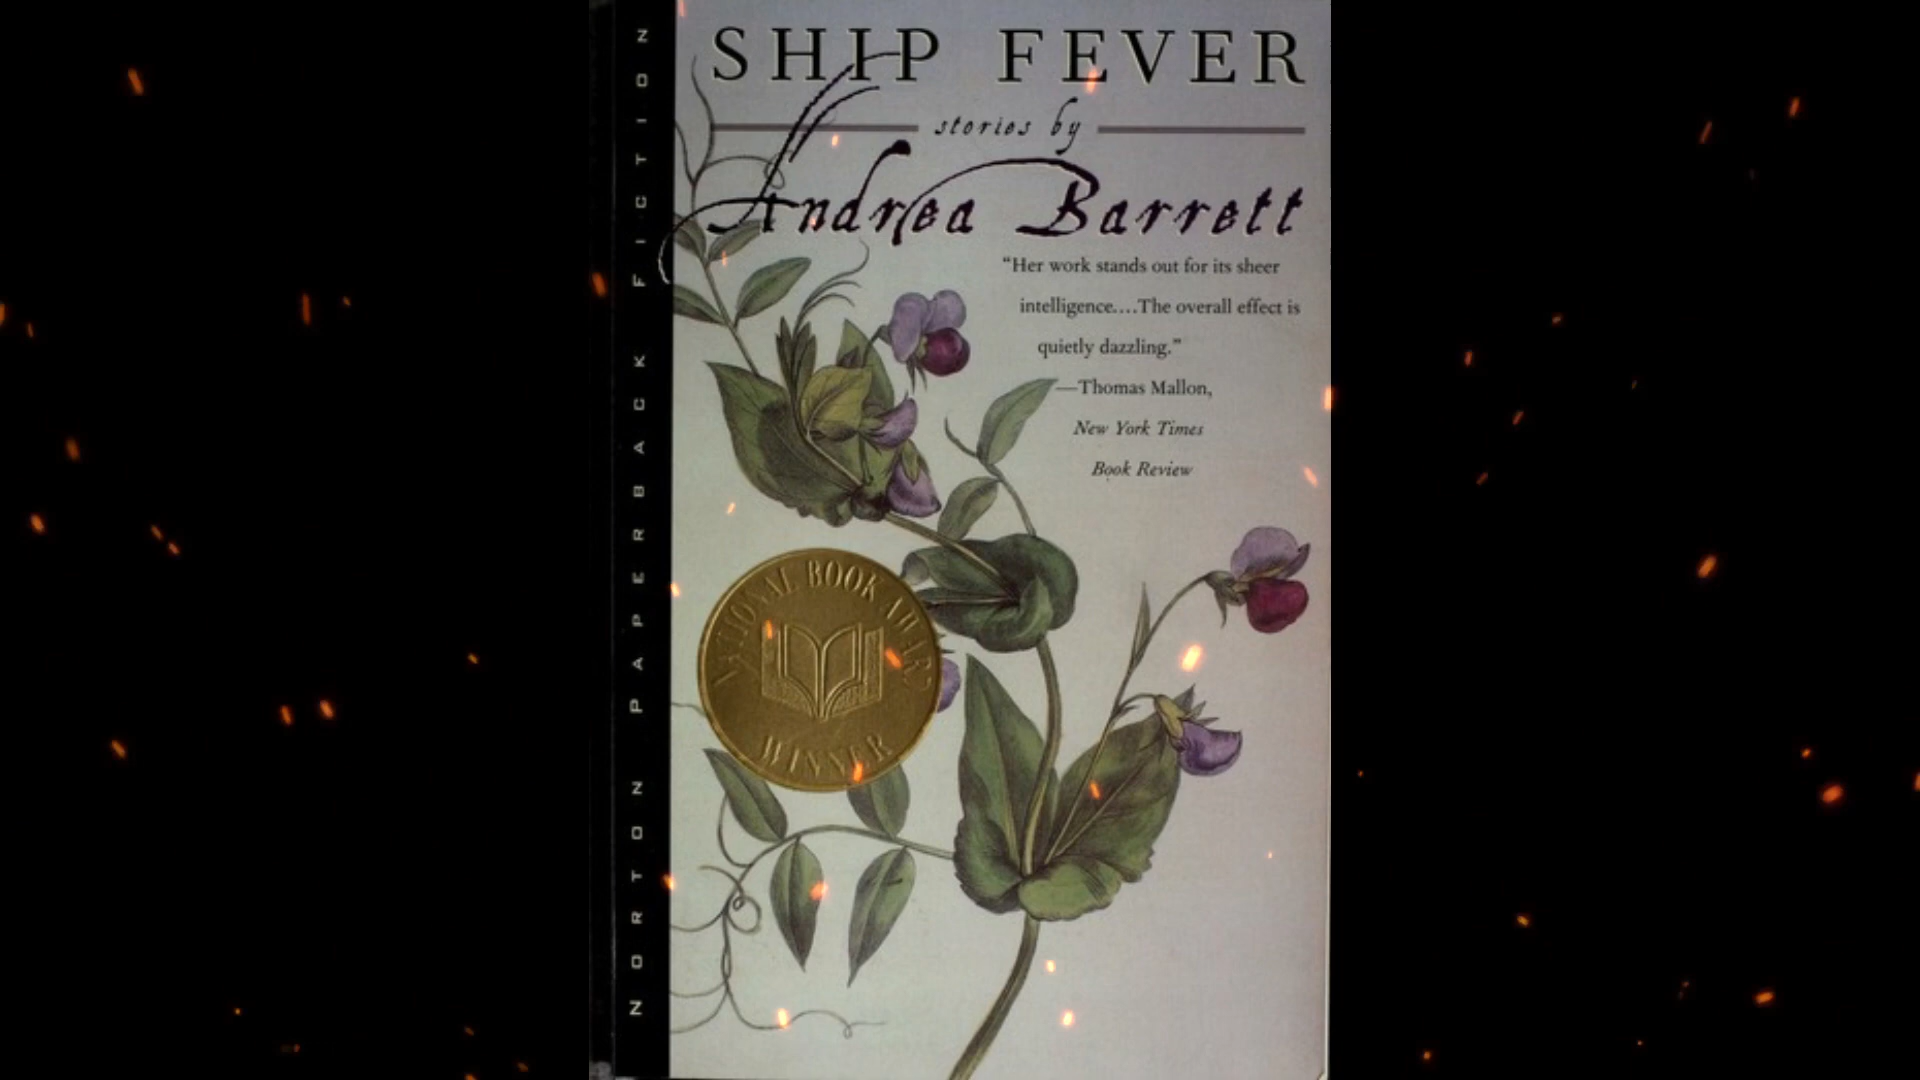 NORTON PAPERBACK FICTION
SHIP FEVER
stories by
Andrea Barrett
“Her work stands out for its sheer
intelligence....The overall effect is
quietly dazzling.”
—Thomas Mallon,
New York Times
Book Review
NATIONAL BOOK AWARD
WINNER